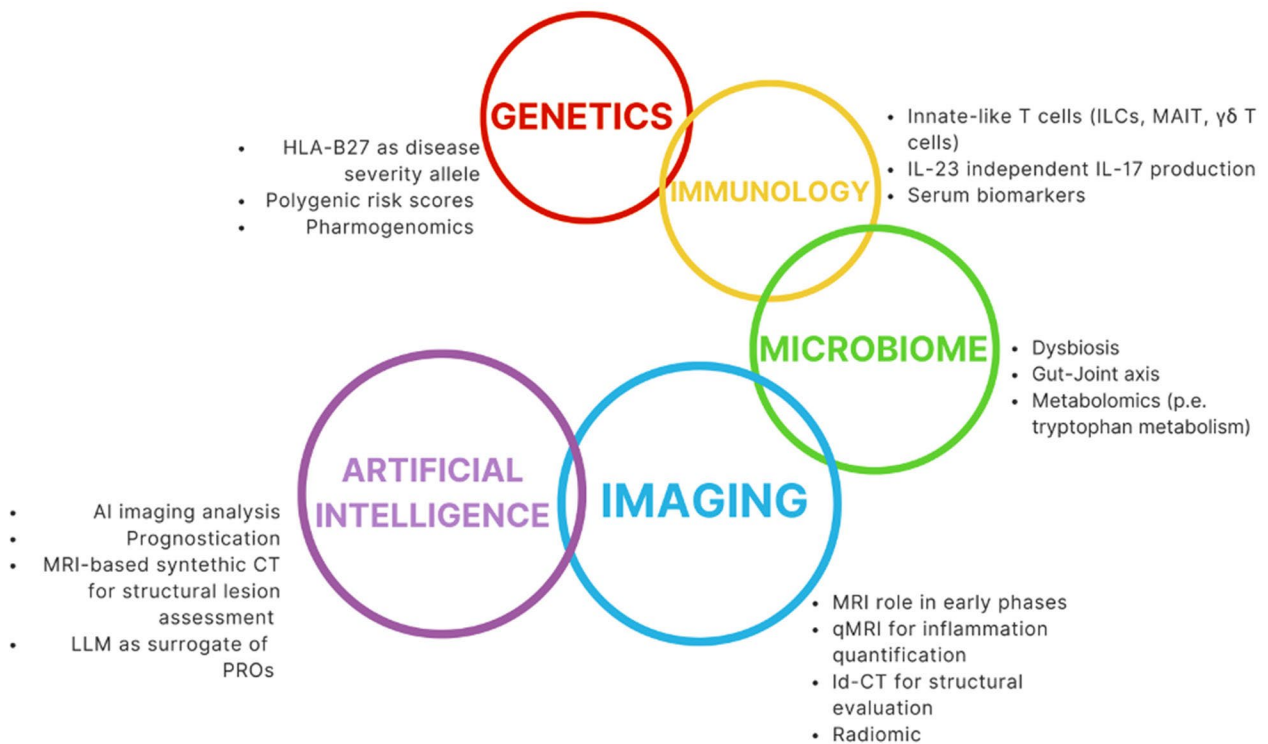 GENETICS
• HLA-B27 as disease
severity allele
• Polygenic risk scores
• Pharmogenomics
IMMUNOLOGY
• Innate-like T cells (ILCs, MAIT, γδ T
cells)
• IL-23 independent IL-17 production
• Serum biomarkers
MICROBIOME
• Dysbiosis
• Gut-Joint axis
• Metabolomics (p.e.
tryptophan metabolism)
IMAGING
• MRI role in early phases
• qMRI for inflammation
quantification
• ld-CT for structural
evaluation
• Radiomic
ARTIFICIAL
INTELLIGENCE
• AI imaging analysis
• Prognostication
• MRI-based syntethic CT
for structural lesion
assessment
• LLM as surrogate of
PROs